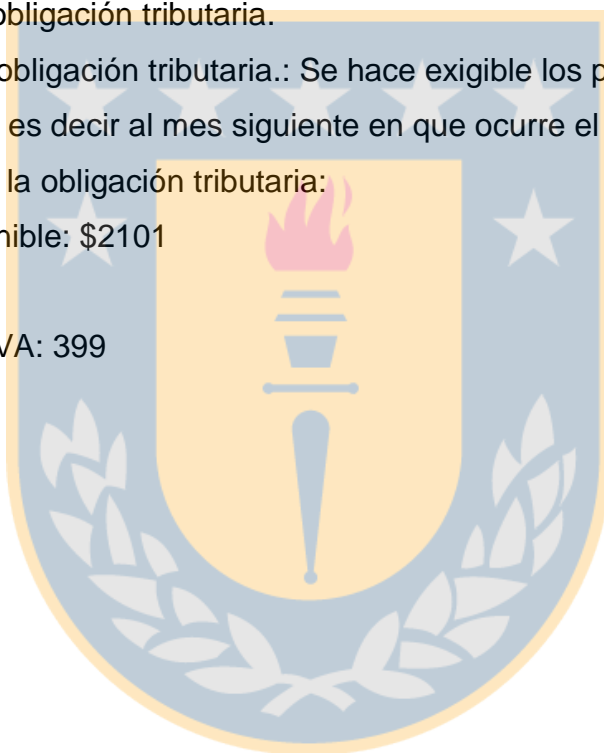 obligación tributaria.
obligación tributaria.: Se hace exigible los p
es decir al mes siguiente en que ocurre el
la obligación tributaria:
nible: $2101
VA: 399